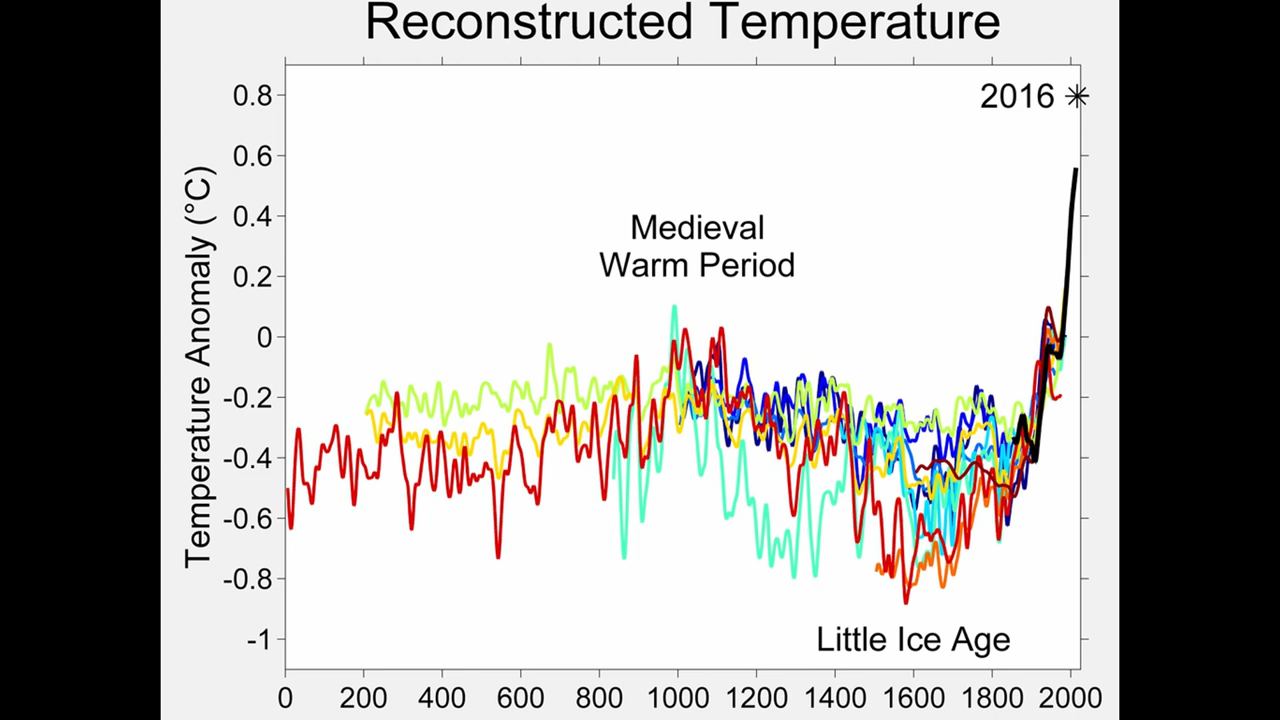 Reconstructed Temperature
2016
0.8
0.6
0.4
0.2
0
-0.2
-0.4
-0.6
-0.8
-1
Temperature Anomaly (°C)
Medieval
Warm Period
Little Ice Age
0 200 400 600 800 1000 1200 1400 1600 1800 2000